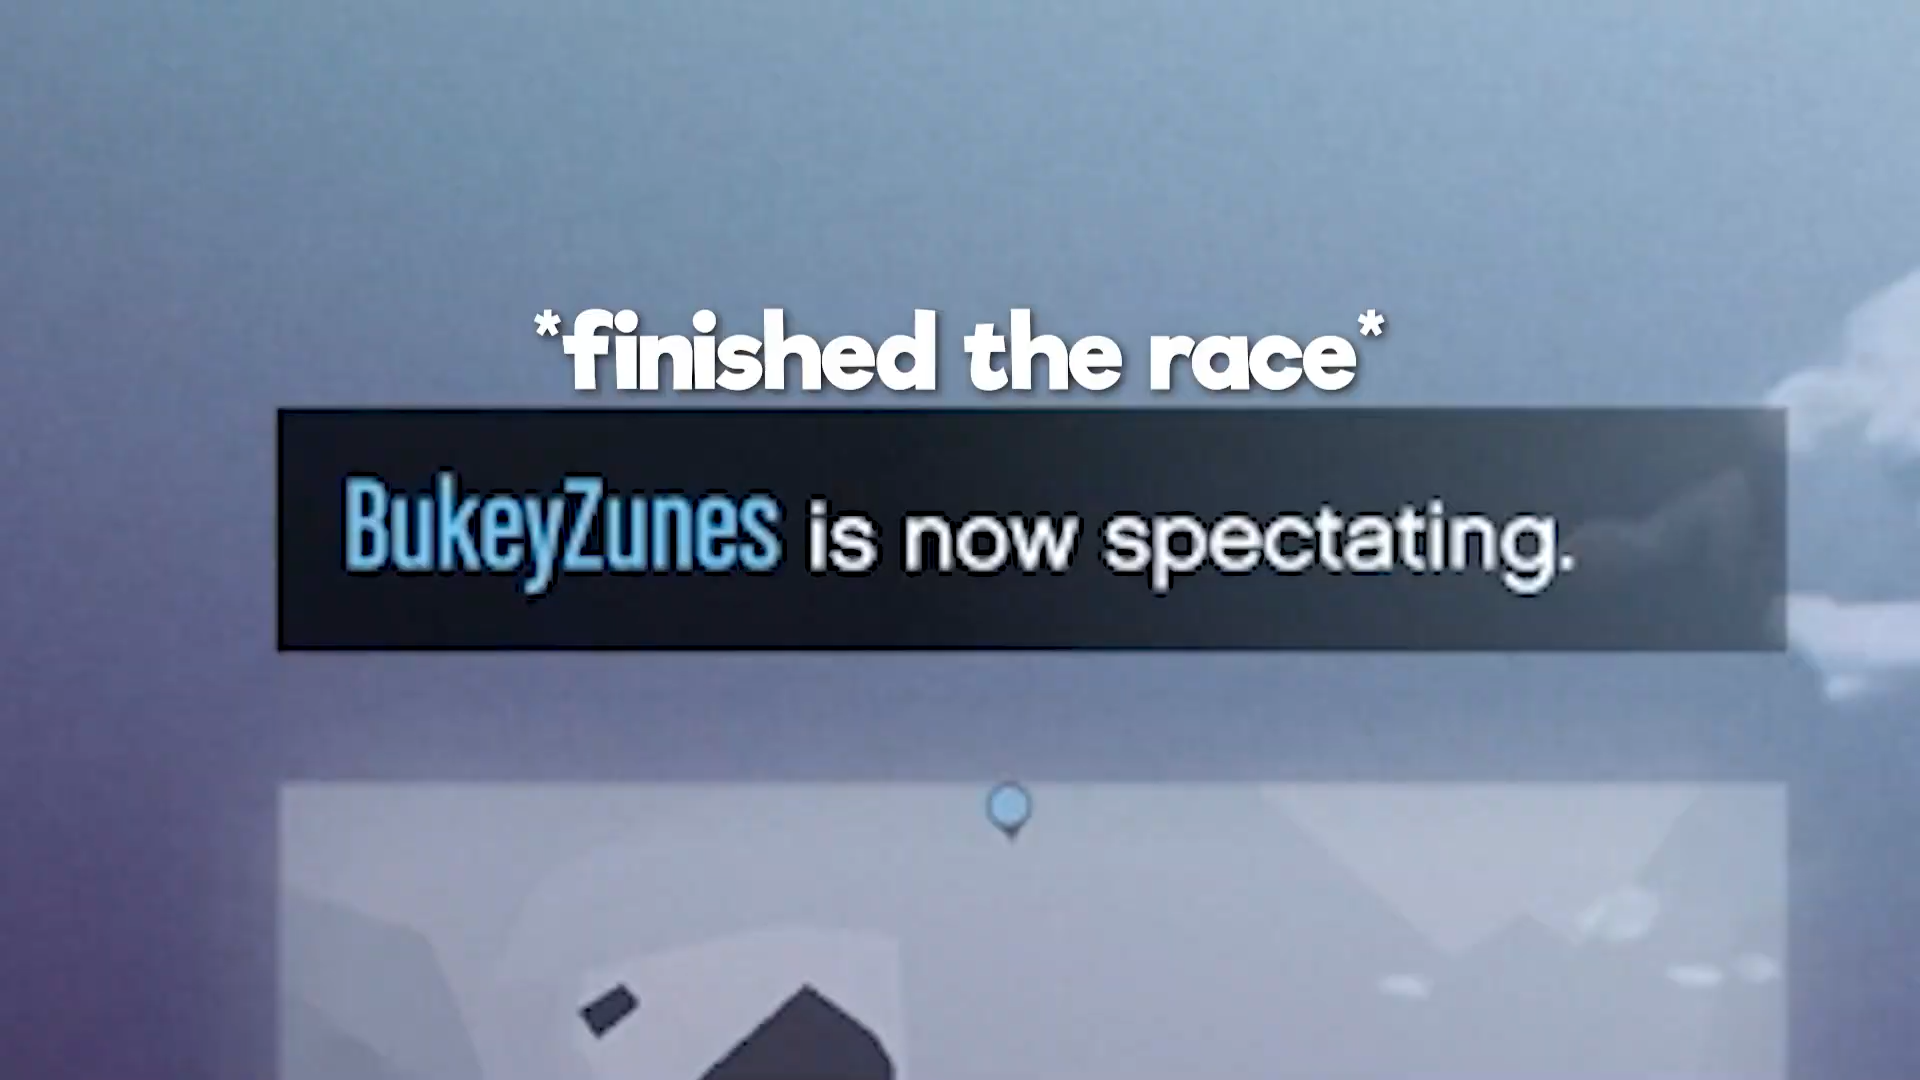 *finished the race*
BukeyZunes is now spectating.